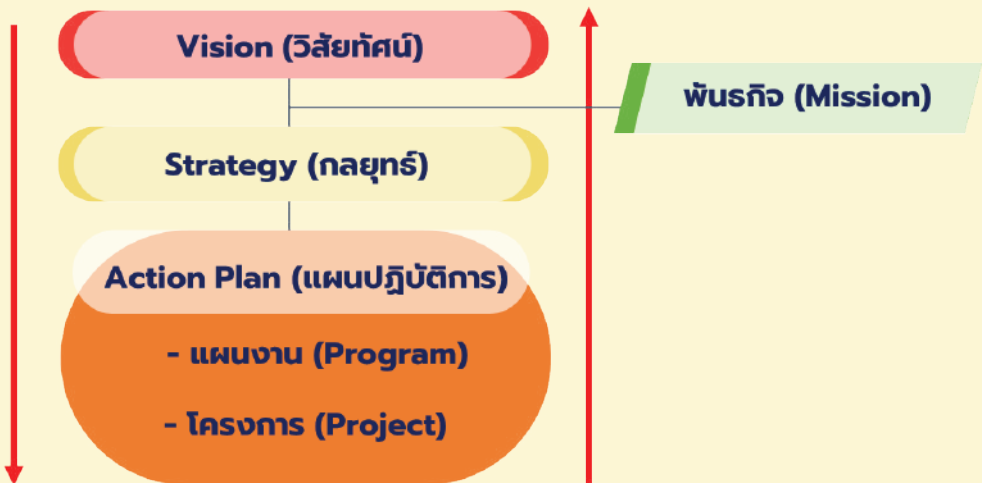 Vision (วิสัยทัศน์)
พันธกิจ (Mission)
Strategy (กลยุทธ์)
Action Plan (แผนปฏิบัติการ)
- แผนงาน (Program)
- โครงการ (Project)